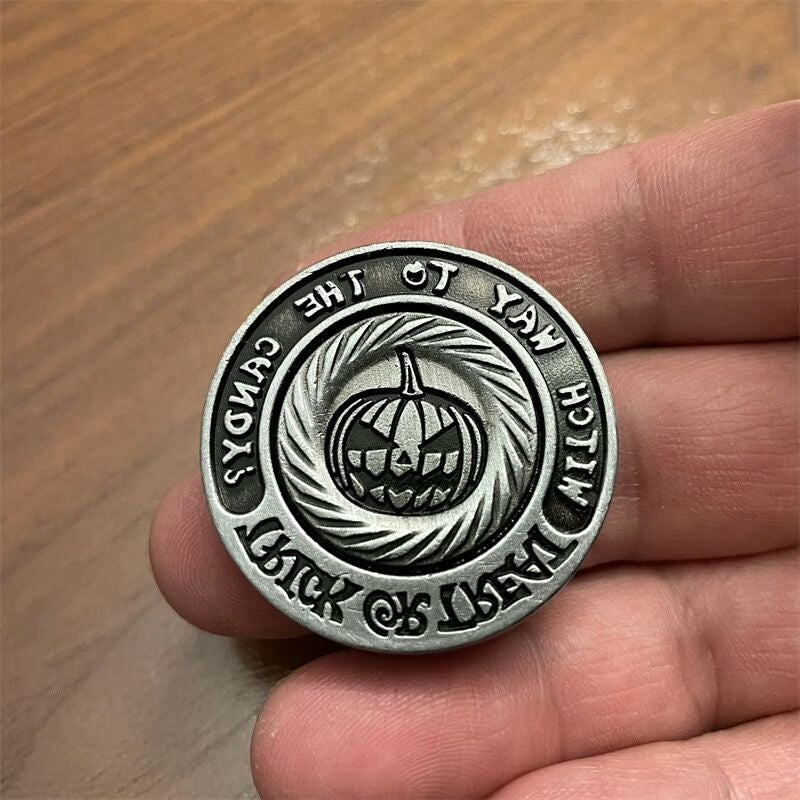 WITCH WAY TO THE CANDY?
TRICK OR TREAT